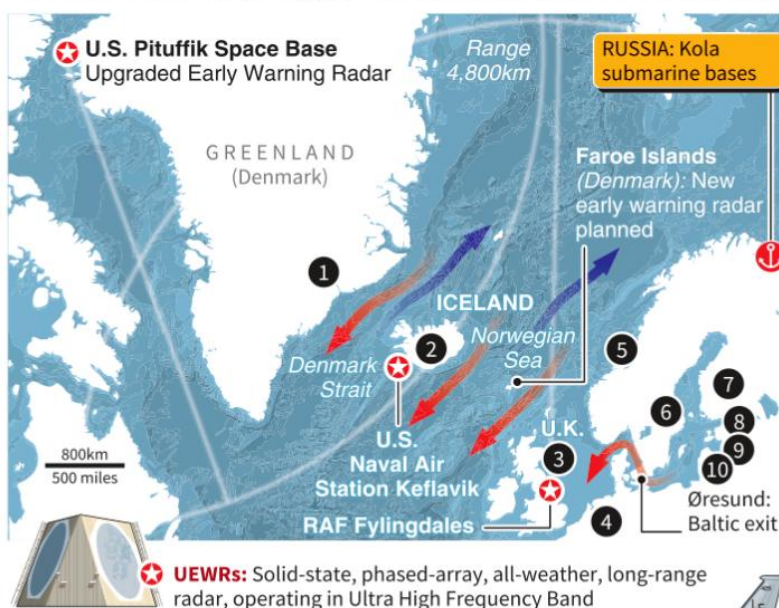 U.S. Pituffik Space Base
Upgraded Early Warning Radar
Range
4,800km
RUSSIA: Kola
submarine bases
GREENLAND
(Denmark)
Faroe Islands
(Denmark): New
early warning radar
planned
1
ICELAND
2
Denmark
Strait
Norwegian
Sea
5
7
6
8
9
10
U.S.
Naval Air
Station Keflavik
U.K.
3
800km
500 miles
RAF Fylingdales
4
Øresund:
Baltic exit
UEWRs: Solid-state, phased-array, all-weather, long-range
radar, operating in Ultra High Frequency Band